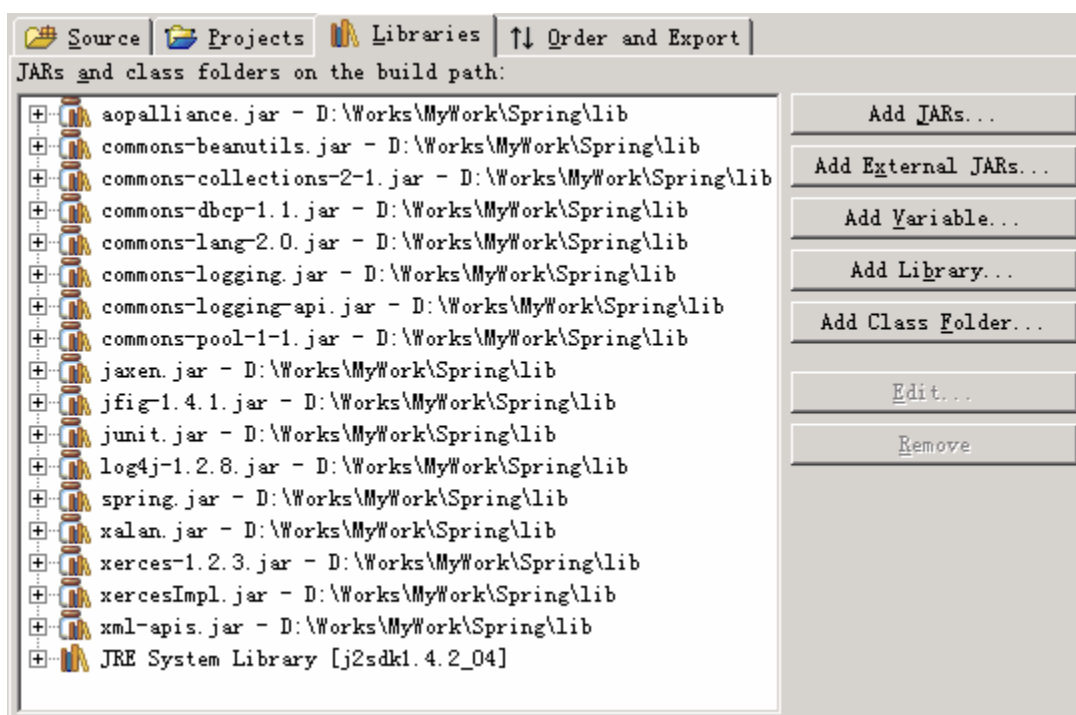 Source Projects Libraries Order and Export
JARs and class folders on the build path:
aopalliance.jar - D:\Works\MyWork\Spring\lib
commons-beanutils.jar - D:\Works\MyWork\Spring\lib
commons-collections-2-1.jar - D:\Works\MyWork\Spring\lib
commons-dbcp-1.1.jar - D:\Works\MyWork\Spring\lib
commons-lang-2.0.jar - D:\Works\MyWork\Spring\lib
commons-logging.jar - D:\Works\MyWork\Spring\lib
commons-logging-api.jar - D:\Works\MyWork\Spring\lib
commons-pool-1-1.jar - D:\Works\MyWork\Spring\lib
jaxen.jar - D:\Works\MyWork\Spring\lib
jfig-1.4.1.jar - D:\Works\MyWork\Spring\lib
junit.jar - D:\Works\MyWork\Spring\lib
log4j-1.2.8.jar - D:\Works\MyWork\Spring\lib
spring.jar - D:\Works\MyWork\Spring\lib
xalan.jar - D:\Works\MyWork\Spring\lib
xerces-1.2.3.jar - D:\Works\MyWork\Spring\lib
xercesImpl.jar - D:\Works\MyWork\Spring\lib
xml-apis.jar - D:\Works\MyWork\Spring\lib
JRE System Library [j2sdk1.4.2_04]
Add JARs...
Add External JARs...
Add Variable...
Add Library...
Add Class Folder...
Edit...
Remove